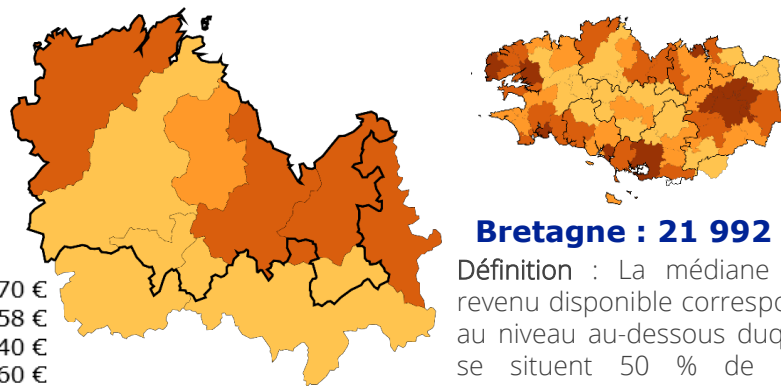 70 €
58 €
40 €
60 €
Bretagne : 21 992
Définition : La médiane
revenu disponible correspo
au niveau au-dessous duq
se situent 50 % de